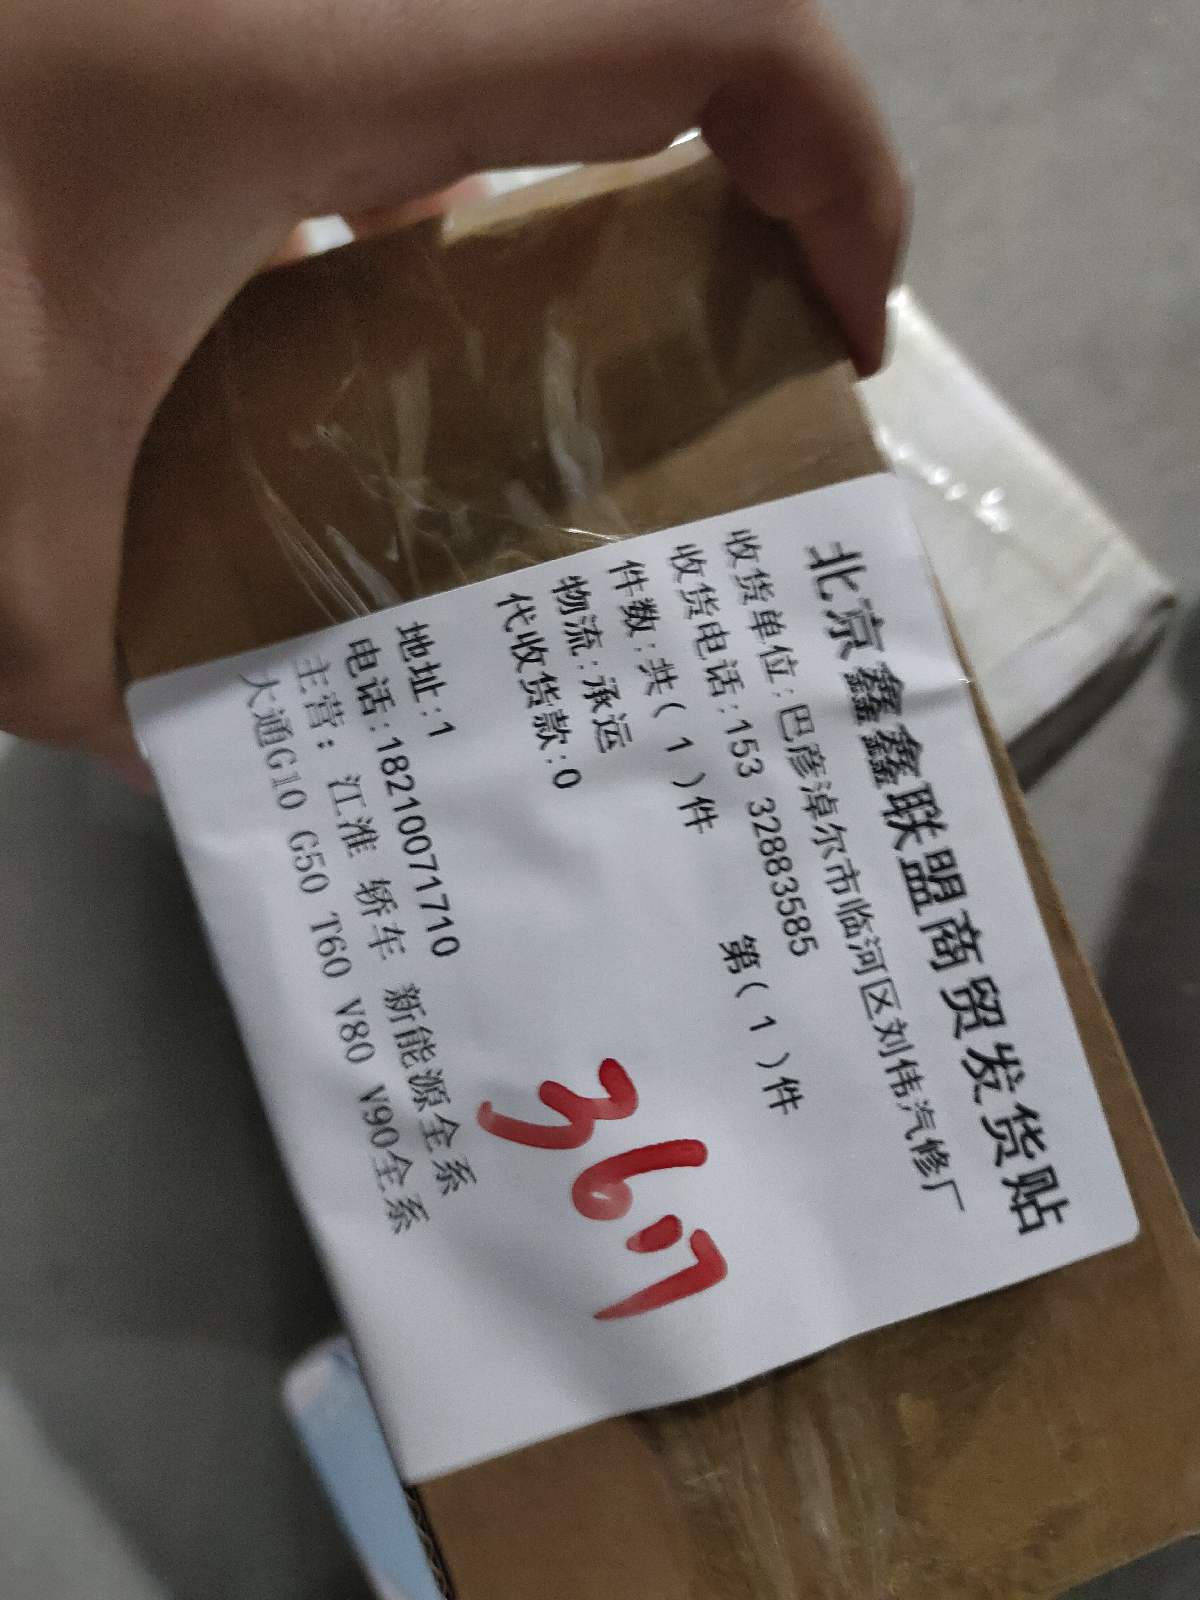 北京鑫鑫联盟商贸发货贴
收货单位:巴彦淖尔市临河区刘伟汽修厂
收货电话:153 32883585
件数:共( 1 )件 第( 1 )件
物流:承运
代收货款:0
3617
地址:1
电话:18210071710
主营: 江淮 轿车 新能源全系
大通G10 G50 T60 V80 V90全系